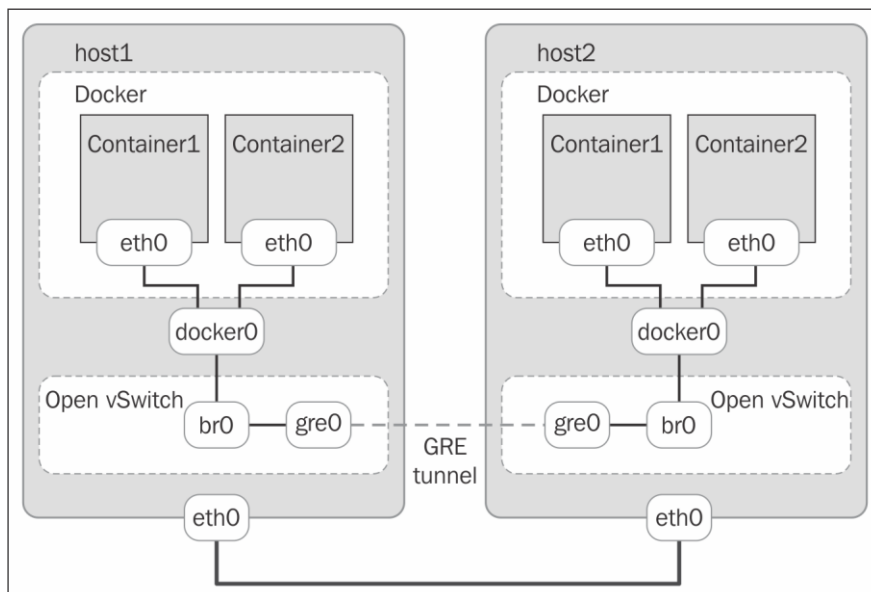 host1
Docker
Container1
Container2
eth0
eth0
docker0
Open vSwitch
br0
gre0
eth0
GRE
tunnel
host2
Docker
Container1
Container2
eth0
eth0
docker0
Open vSwitch
gre0
br0
eth0